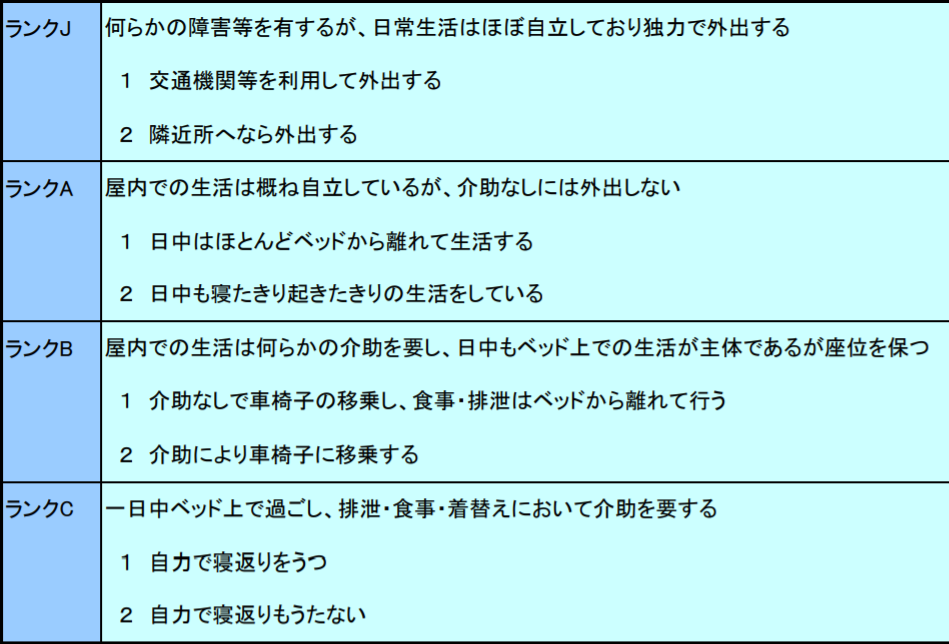 ランクJ 何らかの障害等を有するが、日常生活はほぼ自立しており独力で外出する
1 交通機関等を利用して外出する
2 隣近所へなら外出する
ランクA 屋内での生活は概ね自立しているが、介助なしには外出しない
1 日中はほとんどベッドから離れて生活する
2 日中も寝たきり起きたきりの生活をしている
ランクB 屋内での生活は何らかの介助を要し、日中もベッド上での生活が主体であるが座位を保つ
1 介助なしで車椅子の移乗し、食事・排泄はベッドから離れて行う
2 介助により車椅子に移乗する
ランクC 一日中ベッド上で過ごし、排泄・食事・着替えにおいて介助を要する
1 自力で寝返りをうつ
2 自力で寝返りもうたない